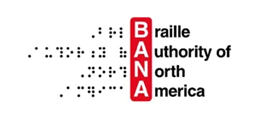 ⠠⠃⠗⠇ Braille
⠠⠁⠥⠹⠕⠗⠰⠽ ⠷ Authority of
⠠⠝⠕⠗⠹ North
⠠⠁⠍⠻⠊⠉⠁ America